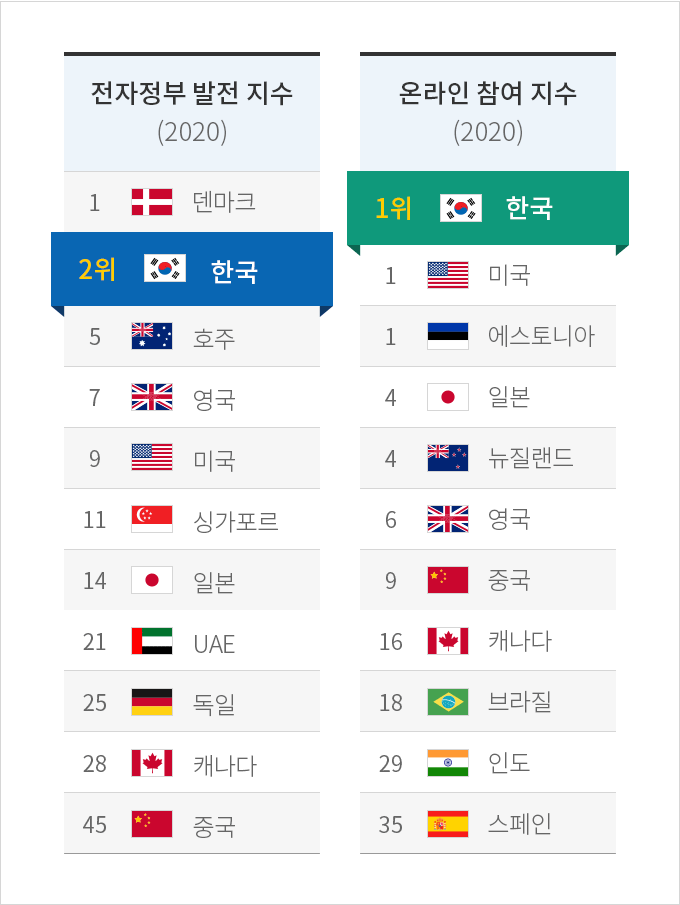 전자정부 발전 지수
(2020)
1 덴마크
2위 한국
5 호주
7 영국
9 미국
11 싱가포르
14 일본
21 UAE
25 독일
28 캐나다
45 중국
온라인 참여 지수
(2020)
1위 한국
1 미국
1 에스토니아
4 일본
4 뉴질랜드
6 영국
9 중국
16 캐나다
18 브라질
29 인도
35 스페인